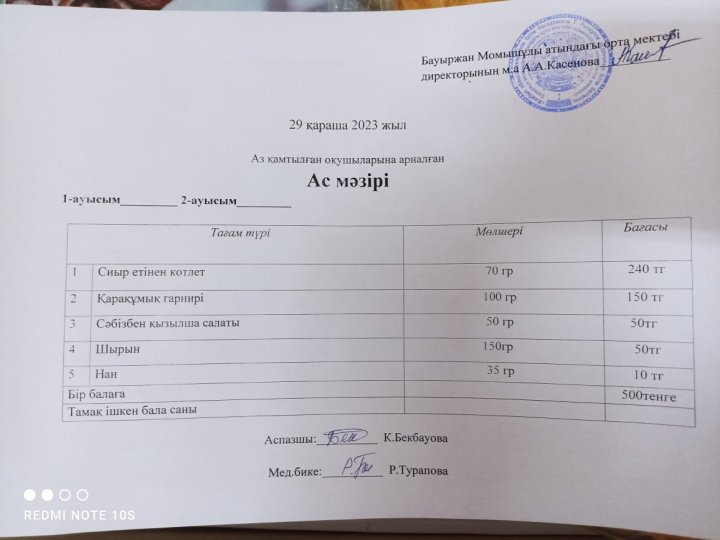 Бауыржан Момышұлы атындағы орта мектебі
директорының м.а А.А.Касенова
29 қараша 2023 жыл
Аз қамтылған оқушыларына арналған
Ас мәзірі
1-ауысым_________ 2-ауысым_________
Тағам түрі Мөлшері Бағасы
1 Сиыр етінен котлет 70 гр 240 тг
2 Қарақұмық гарнирі 100 гр 150 тг
3 Сәбізбен қызылша салаты 50 гр 50тг
4 Шырын 150гр 50тг
5 Нан 35 гр 10 тг
Бір балаға 500тенге
Тамақ ішкен бала саны
Аспазшы: К.Бекбауова
Мед.бике: Р.Турапова
REDMI NOTE 10S